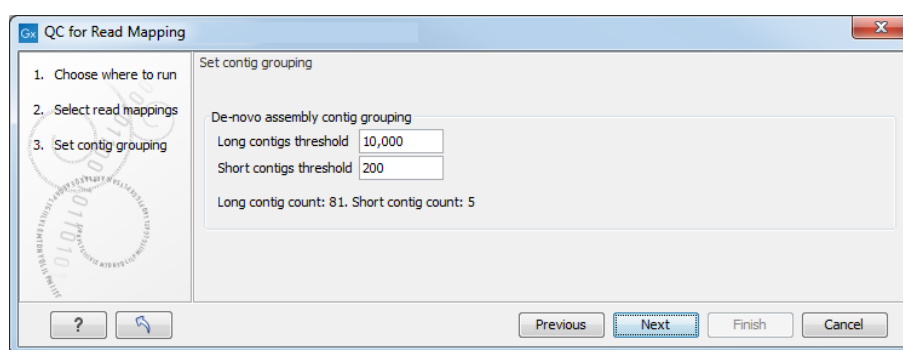 Gx QC for Read Mapping
1. Choose where to run
2. Select read mappings
3. Set contig grouping
Set contig grouping
De-novo assembly contig grouping
Long contigs threshold 10,000
Short contigs threshold 200
Long contig count: 81. Short contig count: 5
? Previous Next Finish Cancel